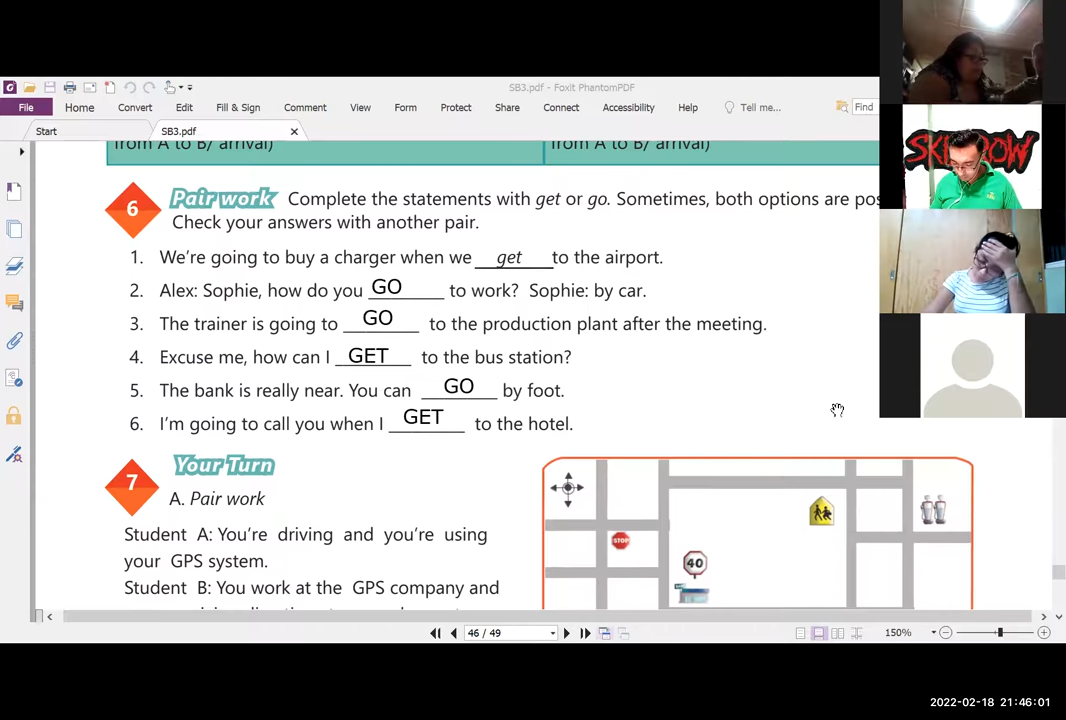 SB3.pdf - Foxit PhantomPDF
File Home Convert Edit Fill & Sign Comment View Form Protect Share Connect Accessibility Help Tell me... Find
Start SB3.pdf
from A to B/ arrival) from A to B/ arrival)
6 Pair work Complete the statements with get or go. Sometimes, both options are pos
Check your answers with another pair.
1. We're going to buy a charger when we get to the airport.
2. Alex: Sophie, how do you GO to work? Sophie: by car.
3. The trainer is going to GO to the production plant after the meeting.
4. Excuse me, how can I GET to the bus station?
5. The bank is really near. You can GO by foot.
6. I'm going to call you when I GET to the hotel.
7 Your Turn
A. Pair work
Student A: You're driving and you're using
your GPS system.
Student B: You work at the GPS company and
STOP
40
46 / 49
150%
2022-02-18 21:46:01